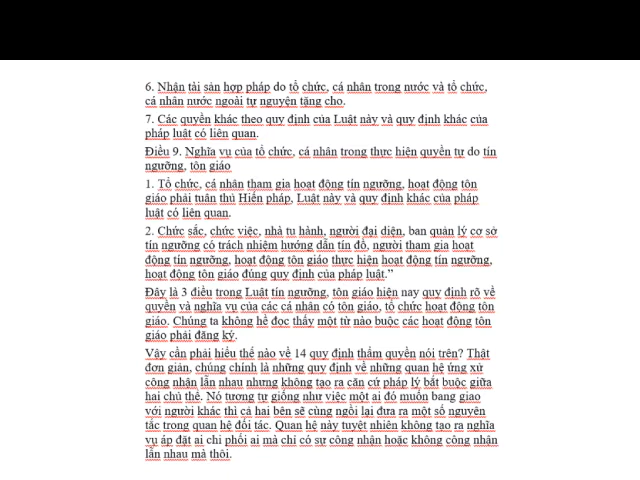 6. Nhận tài sản hợp pháp do tổ chức, cá nhân trong nước và tổ chức,
cá nhân nước ngoài tự nguyện tặng cho.
7. Các quyền khác theo quy định của Luật này và quy định khác của
pháp luật có liên quan.
Điều 9. Nghĩa vụ của tổ chức, cá nhân trong thực hiện quyền tự do tín
ngưỡng, tôn giáo
1. Tổ chức, cá nhân tham gia hoạt động tín ngưỡng, hoạt động tôn
giáo phải tuân thủ Hiến pháp, Luật này và quy định khác của pháp
luật có liên quan.
2. Chức sắc, chức việc, nhà tu hành, người đại diện, ban quản lý cơ sở
tín ngưỡng có trách nhiệm hướng dẫn tín đồ, người tham gia hoạt
động tín ngưỡng, hoạt động tôn giáo thực hiện hoạt động tín ngưỡng,
hoạt động tôn giáo đúng quy định của pháp luật.”
Đây là 3 điều trong Luật tín ngưỡng, tôn giáo hiện nay quy định rõ về
quyền và nghĩa vụ của các cá nhân có tôn giáo, tổ chức hoạt động tôn
giáo. Chúng ta không hề đọc thấy một từ nào buộc các hoạt động tôn
giáo phải đăng ký.
Vậy cần phải hiểu thế nào về 14 quy định thẩm quyền nói trên? Thật
đơn giản, chúng chính là những quy định về những quan hệ ứng xử
công nhận lẫn nhau nhưng không tạo ra căn cứ pháp lý bắt buộc giữa
hai chủ thể. Nó tương tự giống như việc một ai đó muốn bang giao
với người khác thì cả hai bên sẽ cùng ngồi lại đưa ra một số nguyên
tắc trong quan hệ đối tác. Quan hệ này tuyệt nhiên không tạo ra nghĩa
vụ áp đặt ai chi phối ai mà chỉ có sự công nhận hoặc không công nhận
lẫn nhau mà thôi.